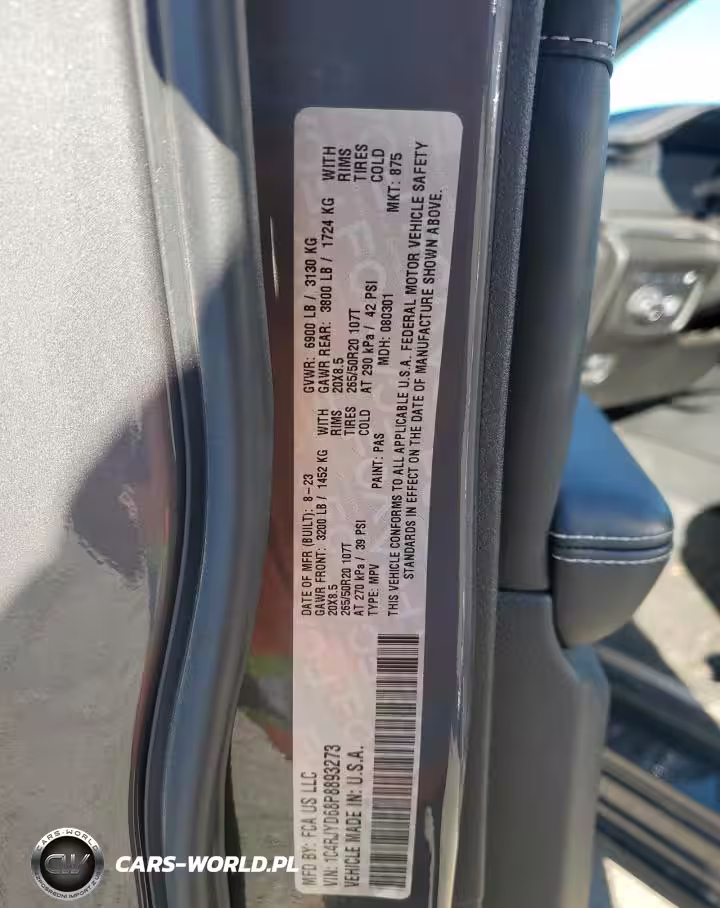 MFD BY: FCA US LLC
VIN: 1C4RJYD68P8893273
VEHICLE MADE IN: U.S.A.
DATE OF MFR (BUILT): 8-23
GVWR: 6900 LB / 3130 KG
GAWR FRONT: 3200 LB / 1452 KG WITH
GAWR REAR: 3800 LB / 1724 KG WITH
20X8.5 RIMS
20X8.5 RIMS
265/50R20 107T TIRES
265/50R20 107T TIRES
AT 270 kPa / 39 PSI COLD
AT 290 kPa / 42 PSI COLD
TYPE: MPV PAINT: PAS MDH: 080301 MKT: 875
THIS VEHICLE CONFORMS TO ALL APPLICABLE U.S.A. FEDERAL MOTOR VEHICLE SAFETY
STANDARDS IN EFFECT ON THE DATE OF MANUFACTURE SHOWN ABOVE.
CARS-WORLD
CW
CARS-WORLD.PL